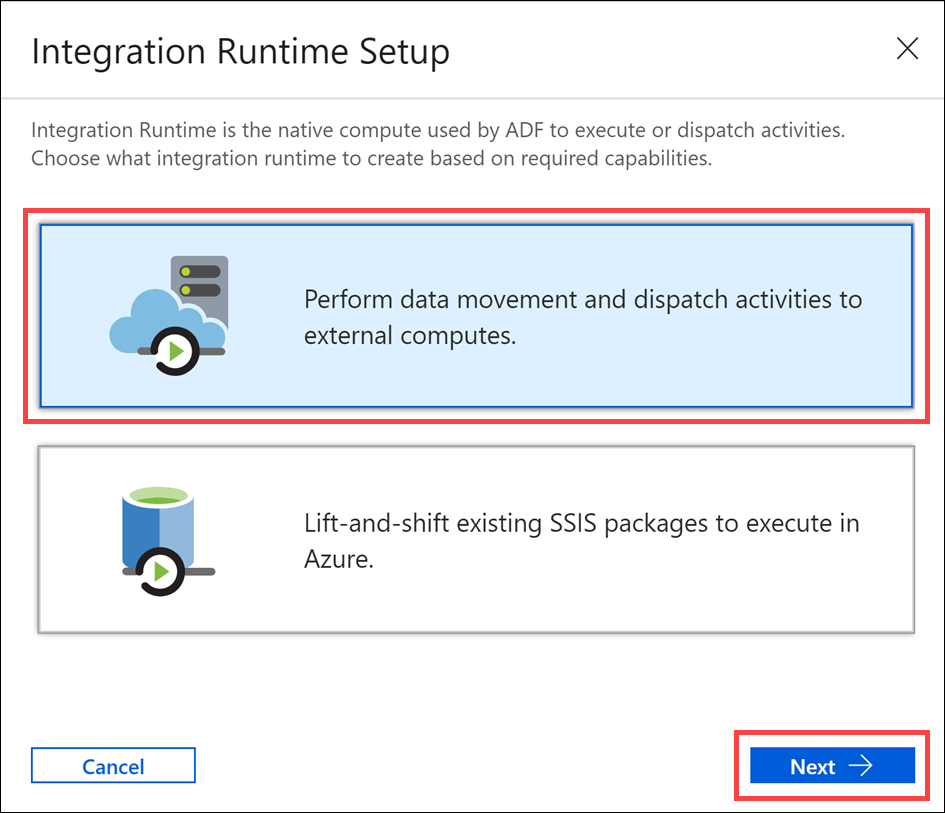 Integration Runtime Setup
Integration Runtime is the native compute used by ADF to execute or dispatch activities.
Choose what integration runtime to create based on required capabilities.
Perform data movement and dispatch activities to
external computes.
Lift-and-shift existing SSIS packages to execute in
Azure.
Cancel
Next